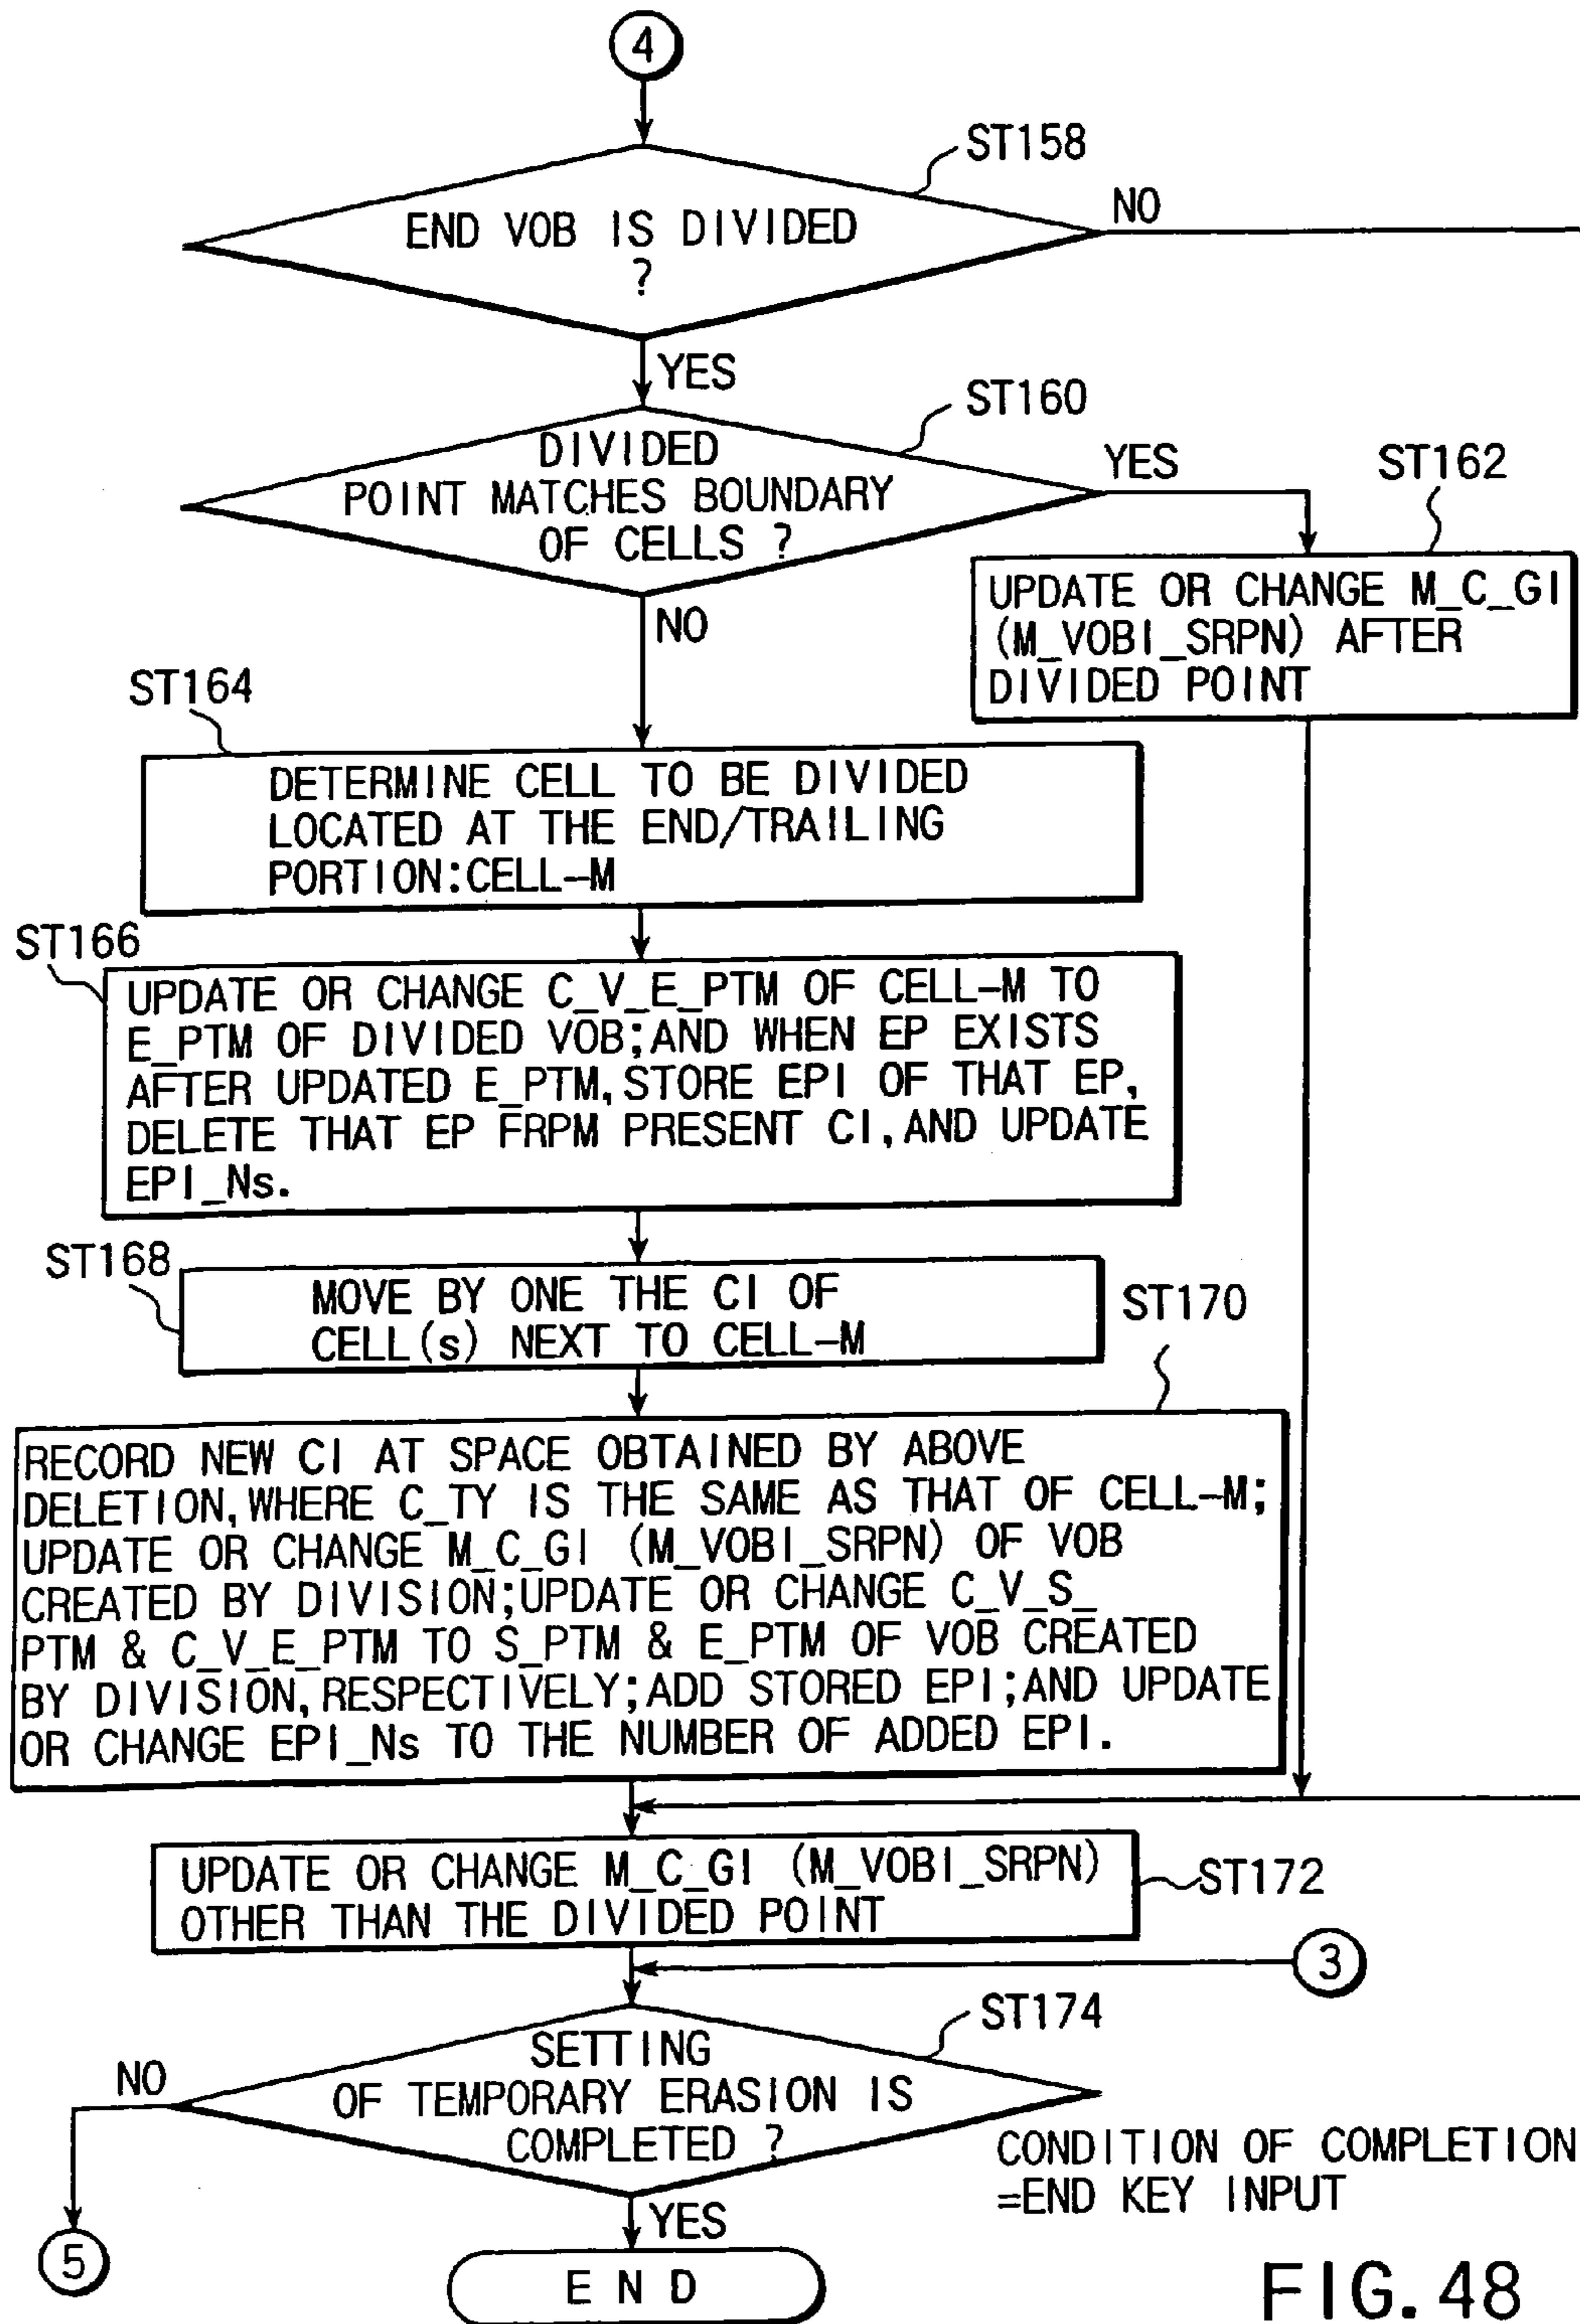 4
ST158
END VOB IS DIVIDED
?
NO
YES
ST160
DIVIDED
POINT MATCHES BOUNDARY
OF CELLS ?
YES
ST162
UPDATE OR CHANGE M_C_GI
(M_VOBI_SRPN) AFTER
DIVIDED POINT
NO
ST164
DETERMINE CELL TO BE DIVIDED
LOCATED AT THE END/TRAILING
PORTION:CELL-M
ST166
UPDATE OR CHANGE C_V_E_PTM OF CELL-M TO
E_PTM OF DIVIDED VOB;AND WHEN EP EXISTS
AFTER UPDATED E_PTM,STORE EPI OF THAT EP,
DELETE THAT EP FRPM PRESENT CI,AND UPDATE
EPI_Ns.
ST168
MOVE BY ONE THE CI OF
CELL(s) NEXT TO CELL-M
ST170
RECORD NEW CI AT SPACE OBTAINED BY ABOVE
DELETION,WHERE C_TY IS THE SAME AS THAT OF CELL-M;
UPDATE OR CHANGE M_C_GI (M_VOBI_SRPN) OF VOB
CREATED BY DIVISION;UPDATE OR CHANGE C_V_S_
PTM & C_V_E_PTM TO S_PTM & E_PTM OF VOB CREATED
BY DIVISION,RESPECTIVELY;ADD STORED EPI;AND UPDATE
OR CHANGE EPI_Ns TO THE NUMBER OF ADDED EPI.
UPDATE OR CHANGE M_C_GI (M_VOBI_SRPN)
OTHER THAN THE DIVIDED POINT
ST172
3
ST174
SETTING
OF TEMPORARY ERASION IS
COMPLETED ?
NO
CONDITION OF COMPLETION
=END KEY INPUT
YES
5
END
FIG. 48